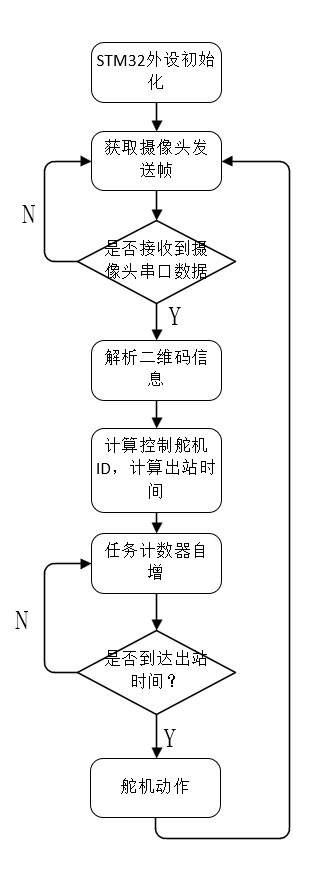 STM32外设初始
化
获取摄像头发
送帧
N
是否接收到摄
像头串口数据
Y
解析二维码信
息
计算控制舵机
ID，计算出站时
间
任务计数器自
增
N
是否到达出站
时间？
Y
舵机动作